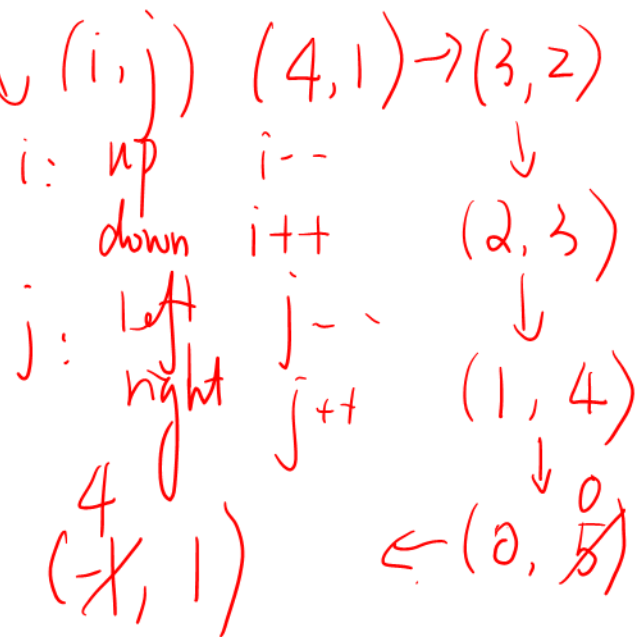 ↓ (i, j) (4, 1) → (3, 2)
i: up i-- ↓
down i++ (2, 3)
j: left j-- ↓
right j++ (1, 4)
↓
4 0
(-1, 1) ← (0, 5)